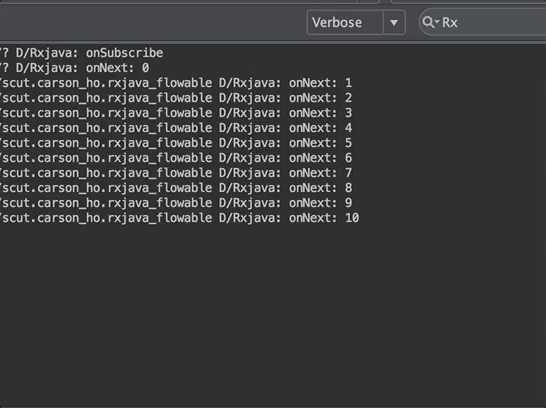 Verbose
Rx
/? D/Rxjava: onSubscribe
/? D/Rxjava: onNext: 0
/scut.carson_ho.rxjava_flowable D/Rxjava: onNext: 1
/scut.carson_ho.rxjava_flowable D/Rxjava: onNext: 2
/scut.carson_ho.rxjava_flowable D/Rxjava: onNext: 3
/scut.carson_ho.rxjava_flowable D/Rxjava: onNext: 4
/scut.carson_ho.rxjava_flowable D/Rxjava: onNext: 5
/scut.carson_ho.rxjava_flowable D/Rxjava: onNext: 6
/scut.carson_ho.rxjava_flowable D/Rxjava: onNext: 7
/scut.carson_ho.rxjava_flowable D/Rxjava: onNext: 8
/scut.carson_ho.rxjava_flowable D/Rxjava: onNext: 9
/scut.carson_ho.rxjava_flowable D/Rxjava: onNext: 10